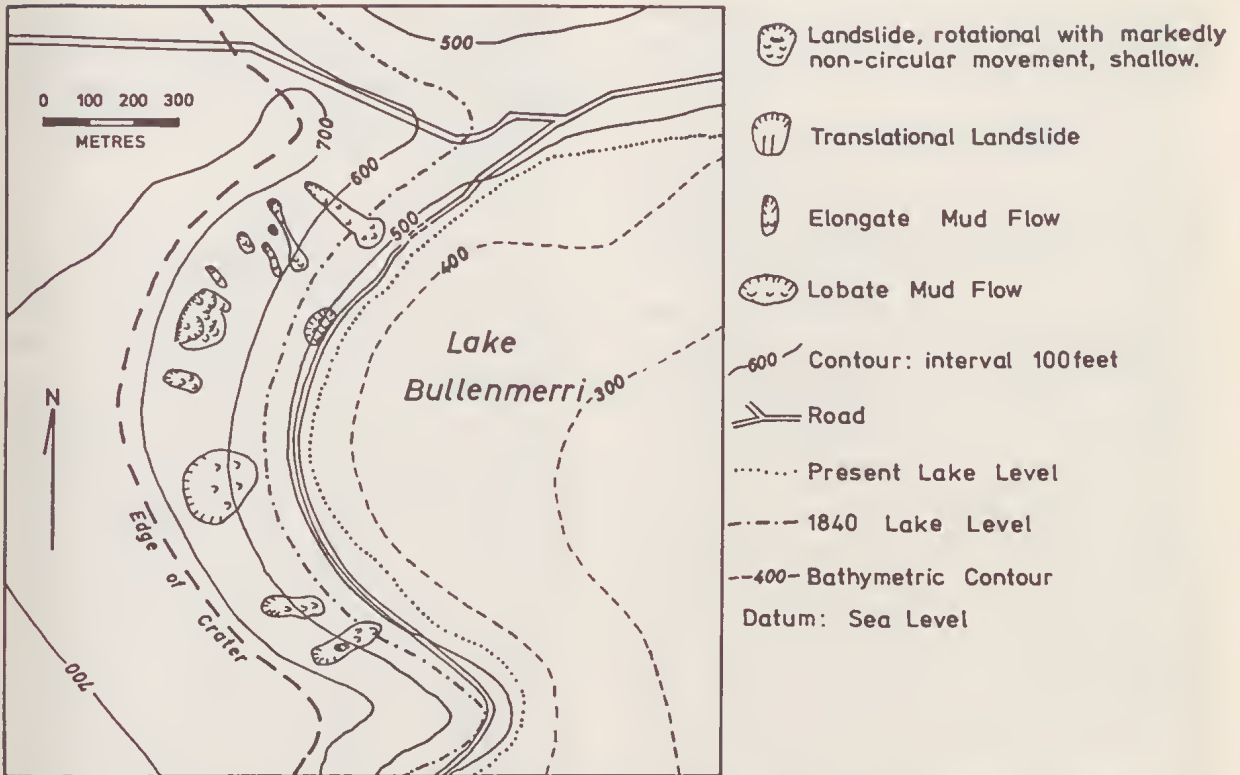 500
0 100 200 300
METRES
700
600
500
400
Lake
Bullenmerri
300
N
Edge of Crater
700
Landslide, rotational with markedly
non-circular movement, shallow.
Translational Landslide
Elongate Mud Flow
Lobate Mud Flow
600 Contour: interval 100feet
Road
Present Lake Level
1840 Lake Level
400 Bathymetric Contour
Datum: Sea Level